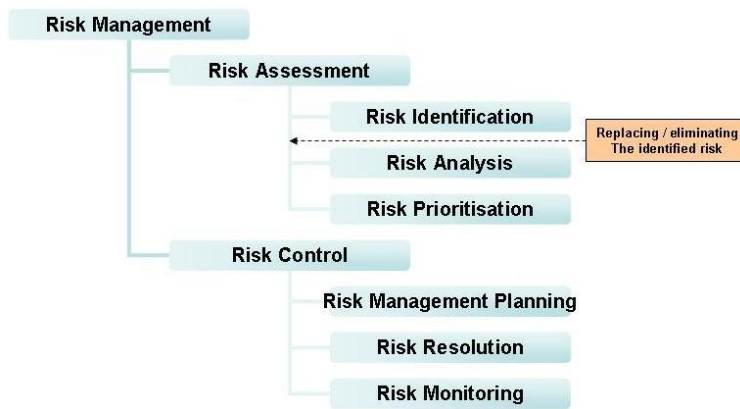 Risk Management
Risk Assessment
Risk Identification
Replacing / eliminating
The identified risk
Risk Analysis
Risk Prioritisation
Risk Control
Risk Management Planning
Risk Resolution
Risk Monitoring